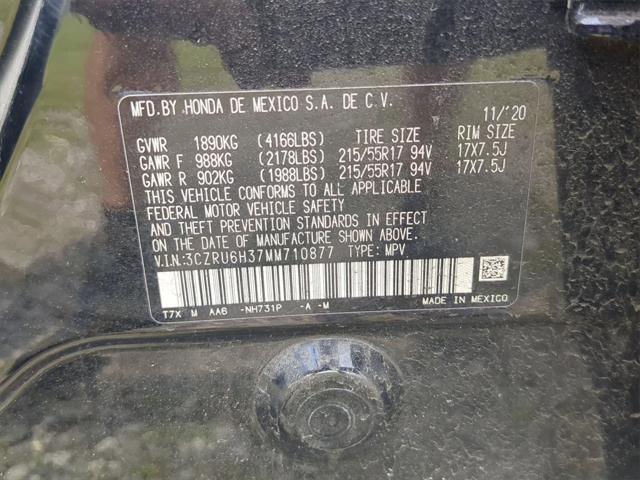 MFD.BY HONDA DE MEXICO S.A. DE C.V. 11/'20
GVWR 1890KG (4166LBS) TIRE SIZE RIM SIZE
GAWR F 988KG (2178LBS) 215/55R17 94V 17X7.5J
GAWR R 902KG (1988LBS) 215/55R17 94V 17X7.5J
THIS VEHICLE CONFORMS TO ALL APPLICABLE
FEDERAL MOTOR VEHICLE SAFETY
AND THEFT PREVENTION STANDARDS IN EFFECT
ON THE DATE OF MANUFACTURE SHOWN ABOVE.
V.I.N.:3CZRU6H37MM710877 TYPE: MPV
T7X M AA6 -NH731P -A -M MADE IN MEXICO